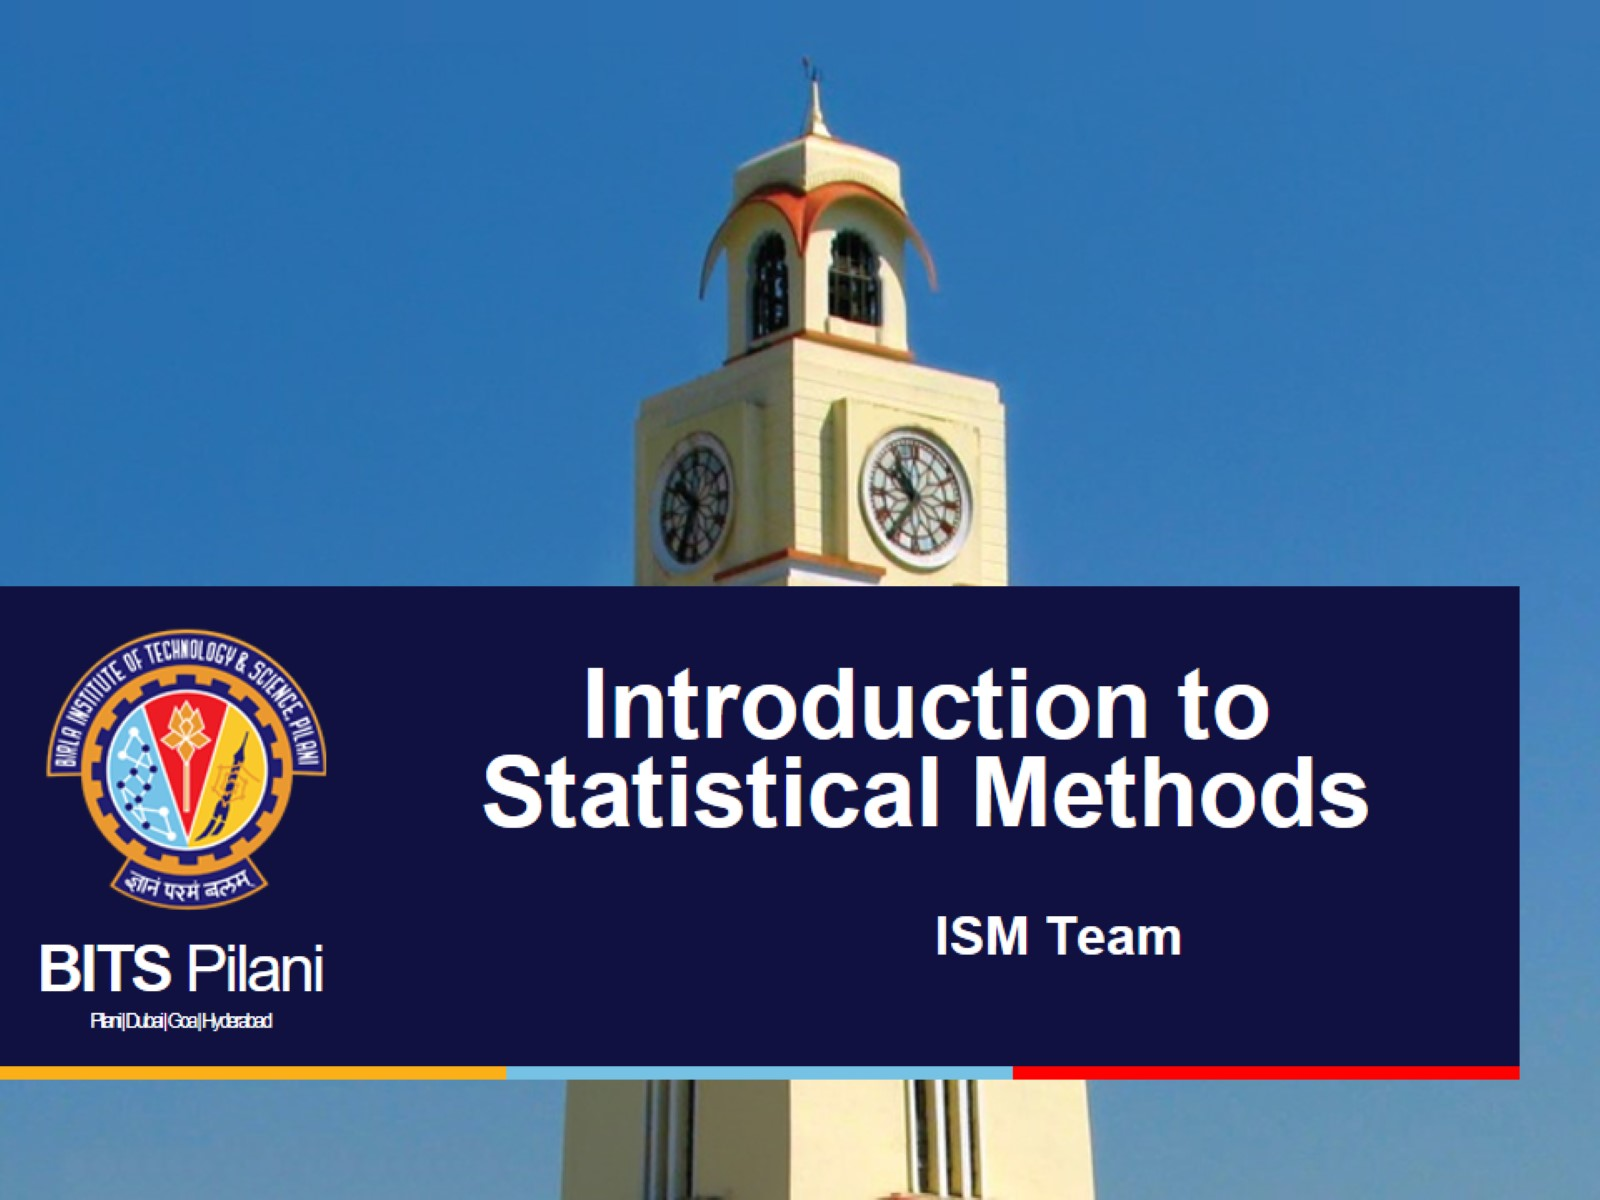 BIRLA INSTITUTE OF TECHNOLOGY & SCIENCE, PILANI
ज्ञानं परमं बलम्
BITS Pilani
Pilani|Dubai|Goa|Hyderabad
Introduction to
Statistical Methods
ISM Team